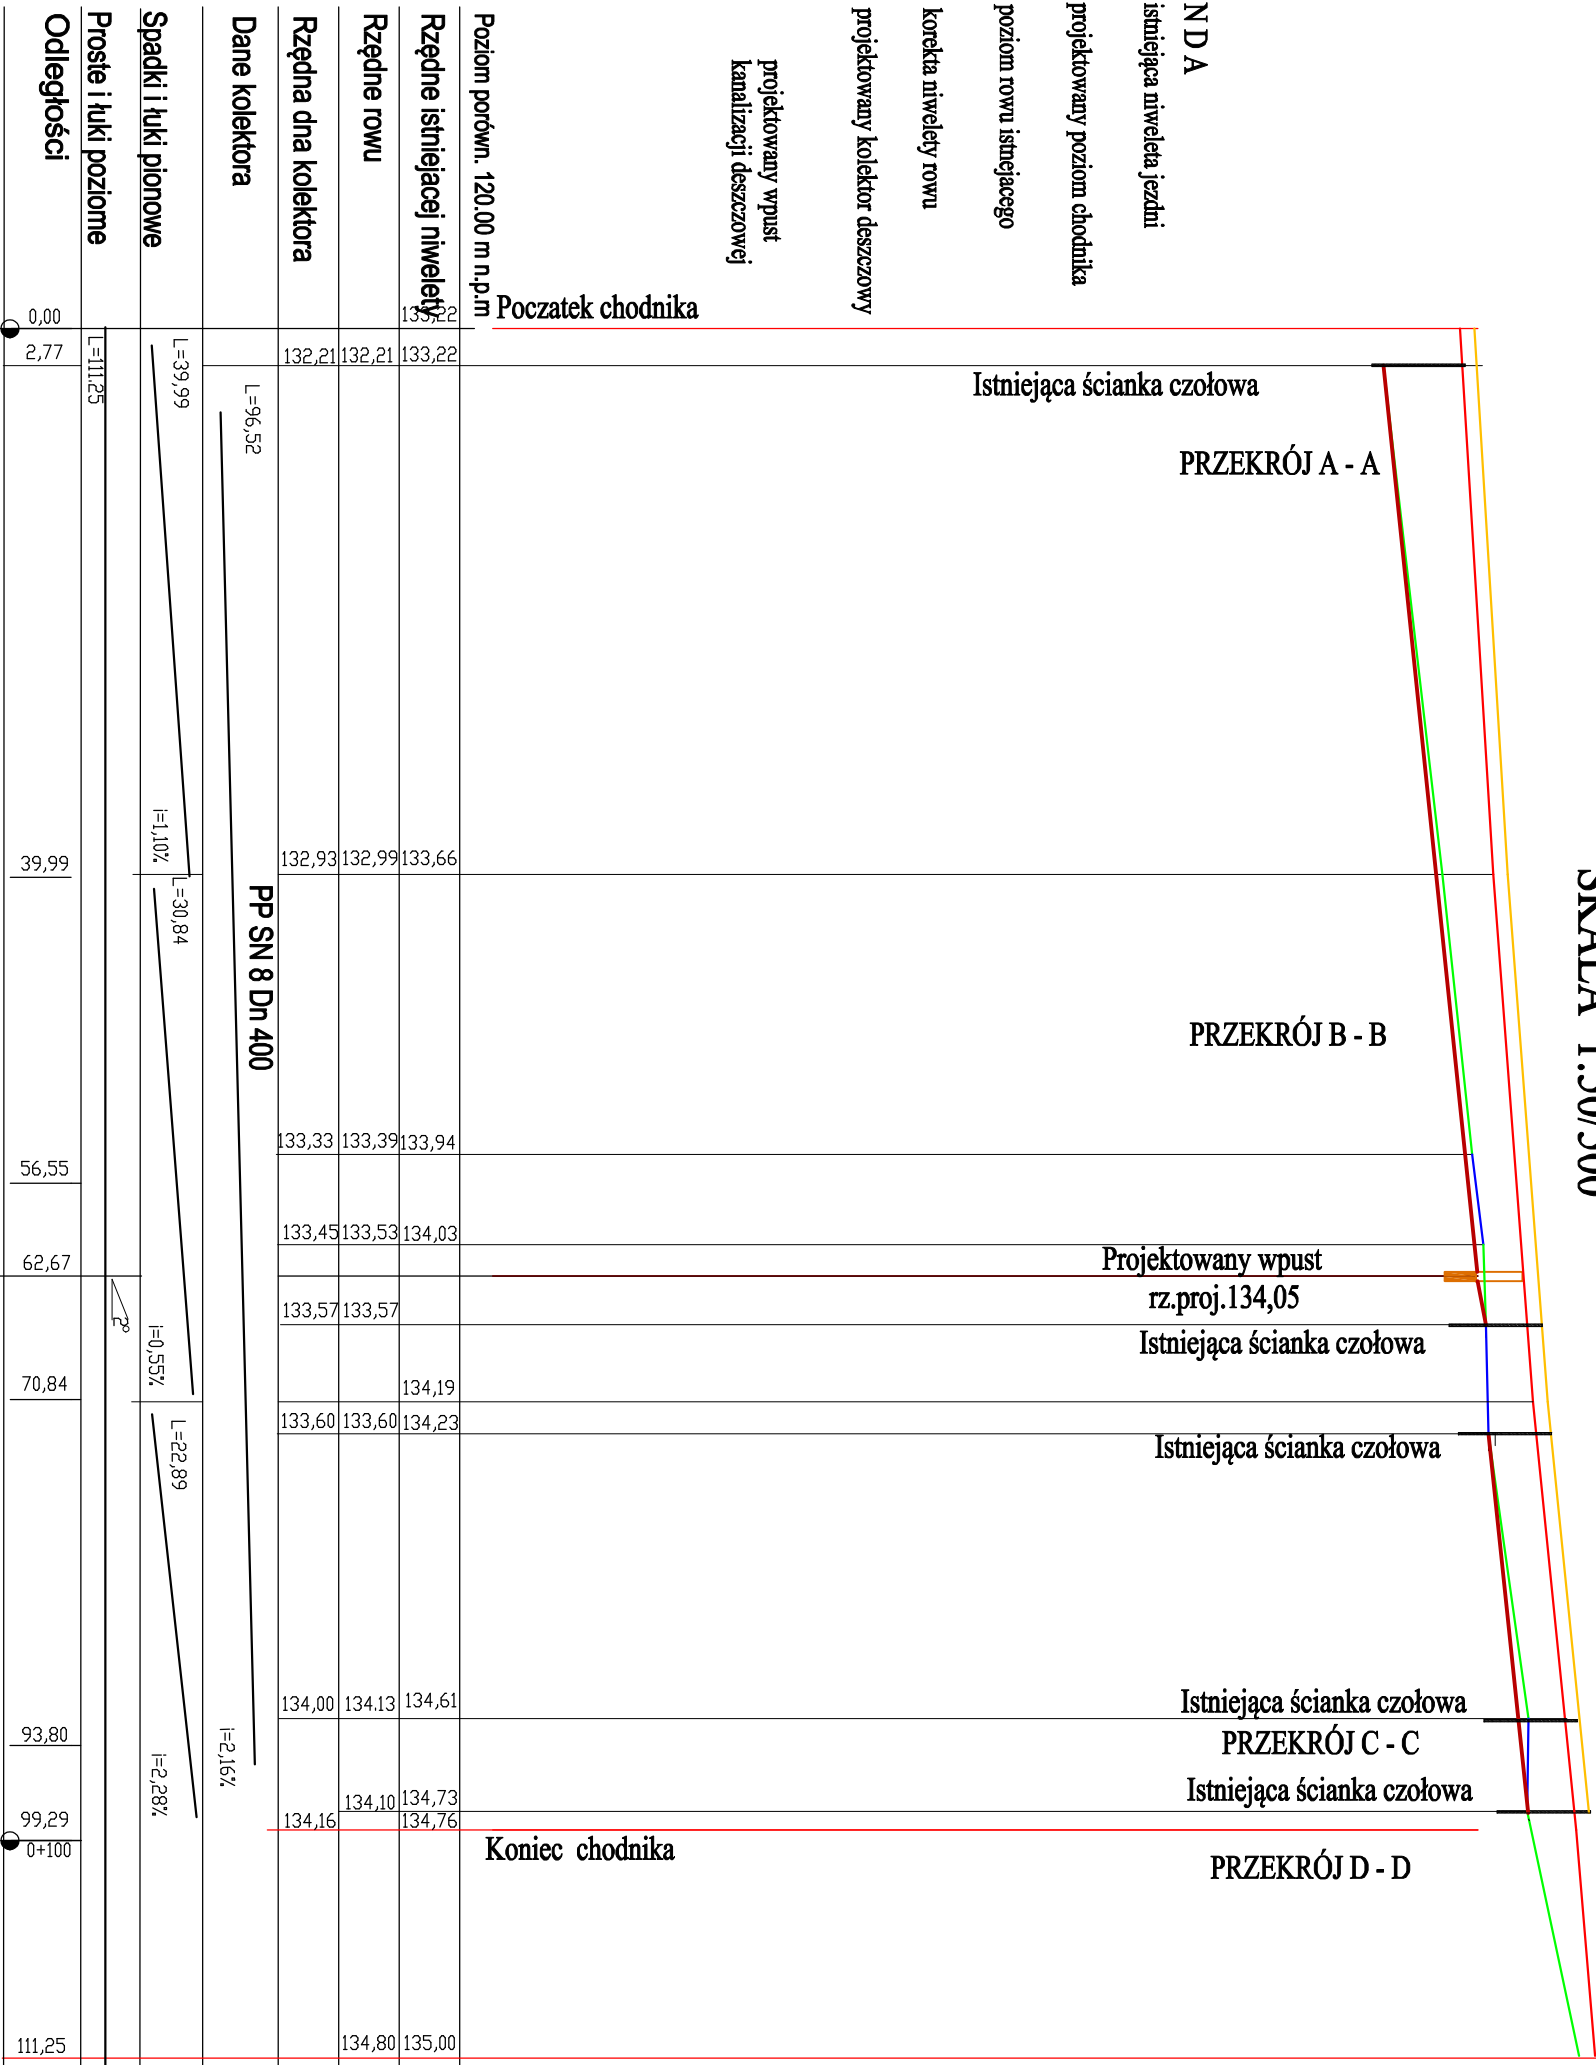 N D A
istniejąca niweleta jezdni
projektowany poziom chodnika
poziom rowu istnejacego
korekta niwelety rowu
projektowany kolektor deszczowy
projektowany wpust
kanalizacji deszczowej
SKALA 1:50/500
Poziom porówn. 120.00 m n.p.m
Rzędne istniejacej niwelety
Rzędne rowu
Rzędna dna kolektora
Dane kolektora
Spadki i łuki pionowe
Proste i łuki poziome
Odległości
Poczatek chodnika
Istniejąca ścianka czołowa
PRZEKRÓJ A - A
PRZEKRÓJ B - B
Projektowany wpust
rz.proj.134,05
Istniejąca ścianka czołowa
Istniejąca ścianka czołowa
Istniejąca ścianka czołowa
PRZEKRÓJ C - C
Istniejąca ścianka czołowa
Koniec chodnika
PRZEKRÓJ D - D
133,22
133,22
133,66
133,94
134,03
134,19
134,23
134,61
134,73
134,76
135,00
132,21
132,99
133,39
133,53
133,57
133,60
134.13
134,10
134,80
132,21
132,93
133,33
133,45
133,57
133,60
134,00
134,16
L=96,52
PP SN 8 Dn 400
i=2,16%
L=39,99
i=1,10%
L=30,84
i=0,55%
L=22,89
i=2,28%
L=111.25
0,00
2,77
39,99
56,55
62,67
70,84
93,80
99,29
0+100
111,25